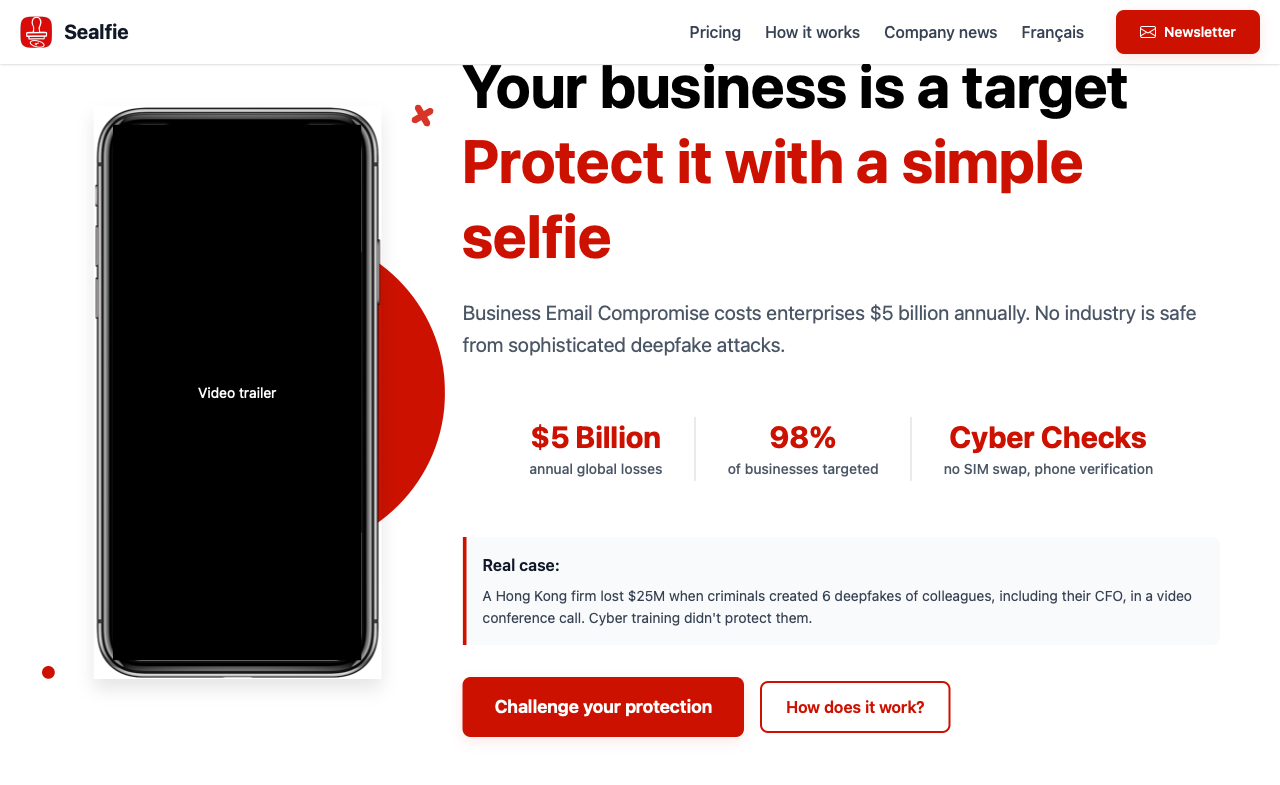 Sealfie
Pricing
How it works
Company news
Français
Newsletter
Your business is a target
Protect it with a simple
selfie
Business Email Compromise costs enterprises $5 billion annually. No industry is safe
from sophisticated deepfake attacks.
Video trailer
$5 Billion
annual global losses
98%
of businesses targeted
Cyber Checks
no SIM swap, phone verification
Real case:
A Hong Kong firm lost $25M when criminals created 6 deepfakes of colleagues, including their CFO, in a video
conference call. Cyber training didn't protect them.
Challenge your protection
How does it work?